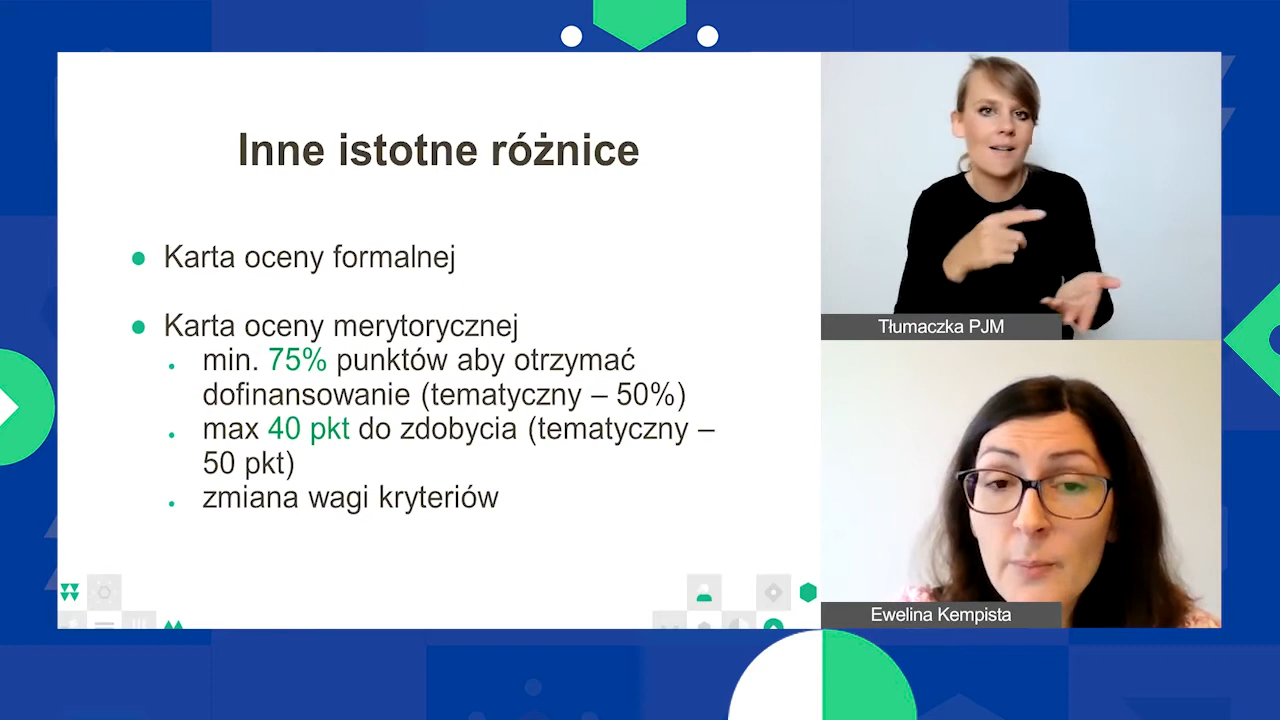 Inne istotne różnice
● Karta oceny formalnej
● Karta oceny merytorycznej
• min. 75% punktów aby otrzymać
dofinansowanie (tematyczny – 50%)
• max 40 pkt do zdobycia (tematyczny –
50 pkt)
• zmiana wagi kryteriów
Tłumaczka PJM
Ewelina Kempista